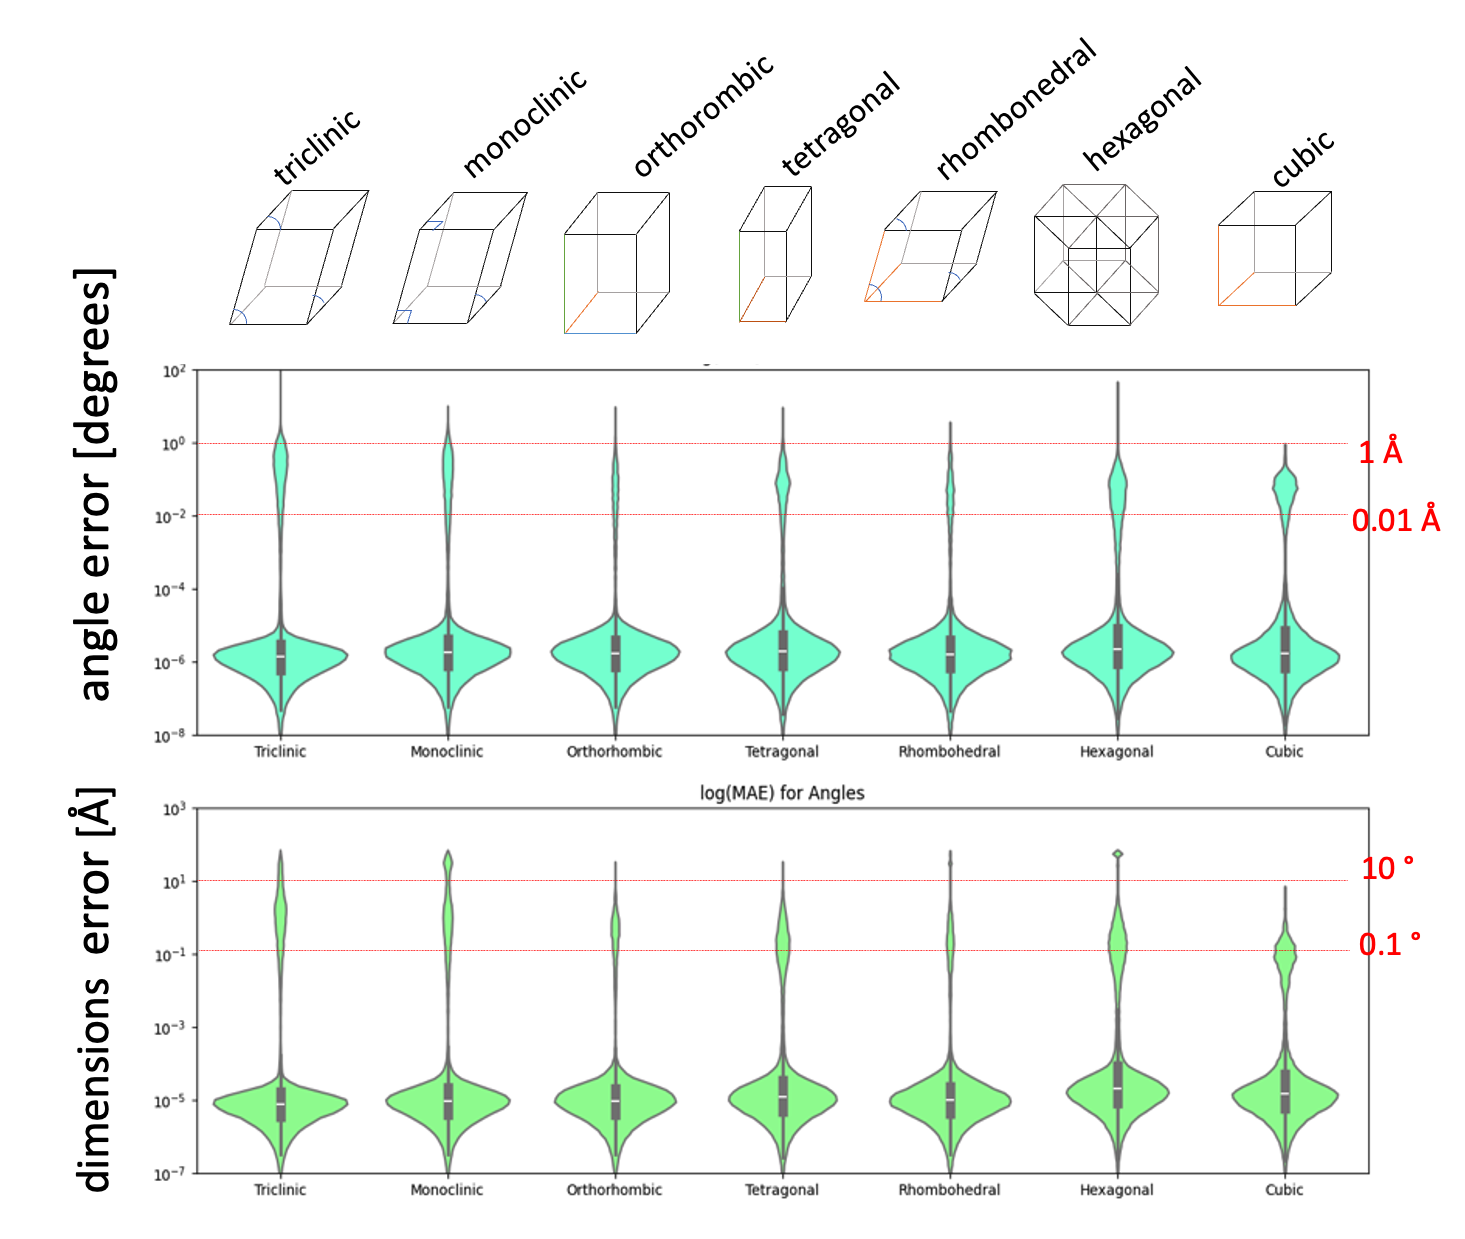 triclinic
monoclinic
orthorombic
tetragonal
rhombonedral
hexagonal
cubic
angle error [degrees]
10²
10⁰
10⁻²
10⁻⁴
10⁻⁶
10⁻⁸
1 Å
0.01 Å
Triclinic Monoclinic Orthorhombic Tetragonal Rhombohedral Hexagonal Cubic
log(MAE) for Angles
dimensions error [Å]
10³
10¹
10⁻¹
10⁻³
10⁻⁵
10⁻⁷
10 °
0.1 °
Triclinic Monoclinic Orthorhombic Tetragonal Rhombohedral Hexagonal Cubic